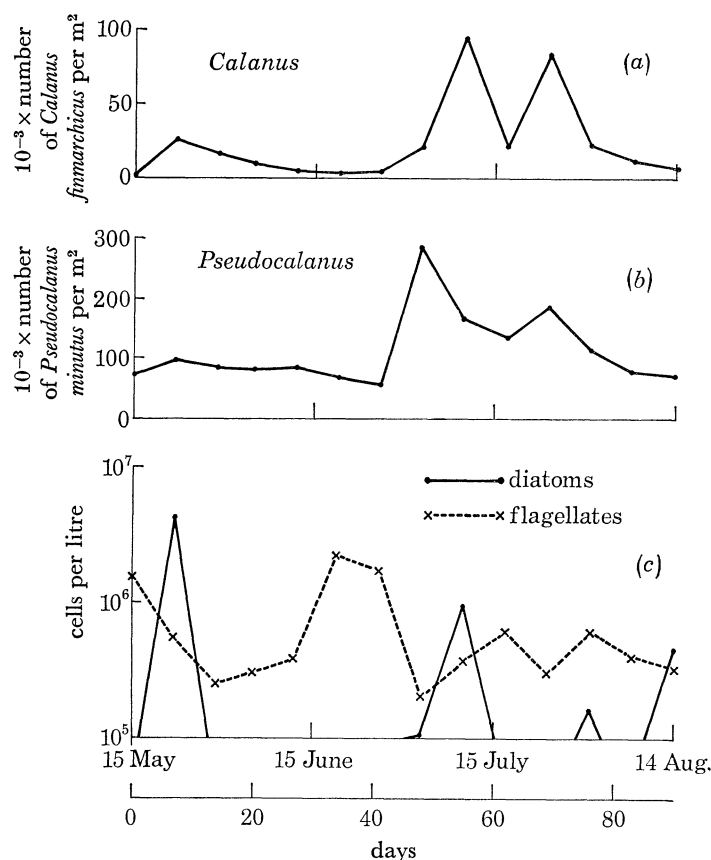 10⁻³ × number
of Calanus
finmarchicus per m²
100
50
0
Calanus
(a)
10⁻³ × number
of Pseudocalanus
minutus per m²
300
200
100
0
Pseudocalanus
(b)
cells per litre
10⁷
10⁶
10⁵
diatoms
flagellates
(c)
15 May
15 June
15 July
14 Aug.
0
20
40
60
80
days